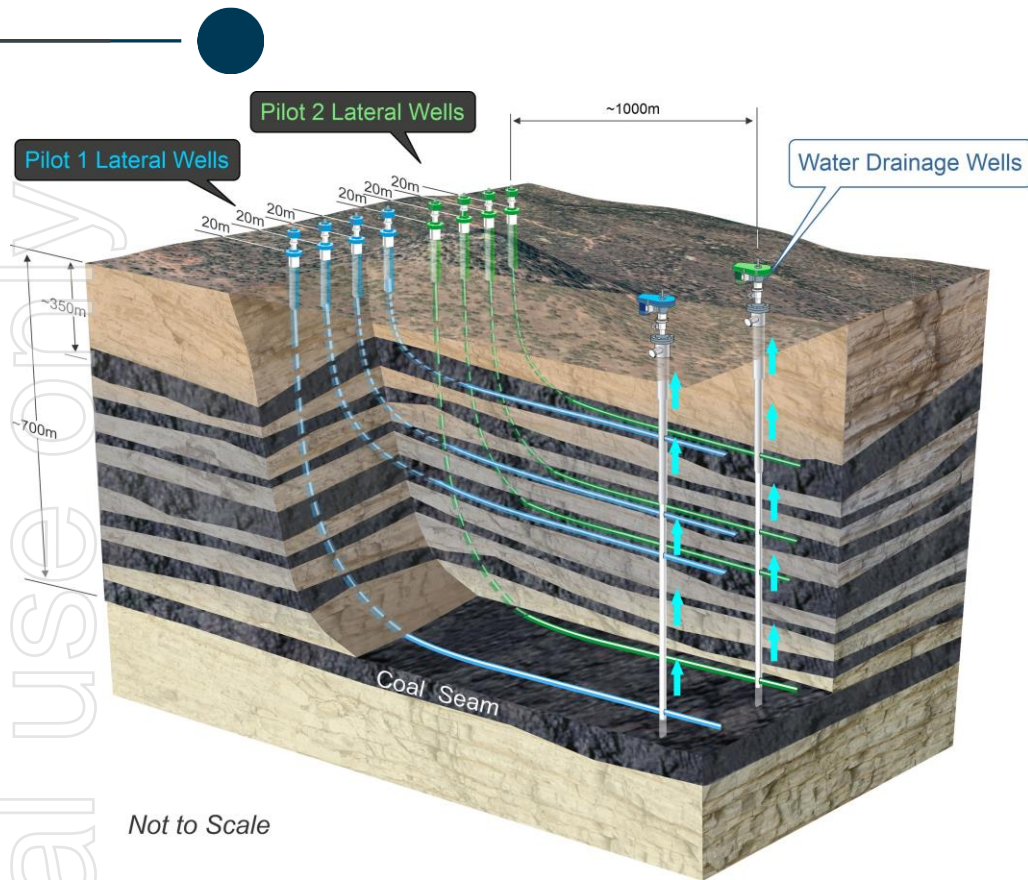 ~1000m
Pilot 2 Lateral Wells
Pilot 1 Lateral Wells
Water Drainage Wells
20m
20m
20m
20m
20m
20m
~350m
~700m
Coal Seam
Not to Scale
al use only